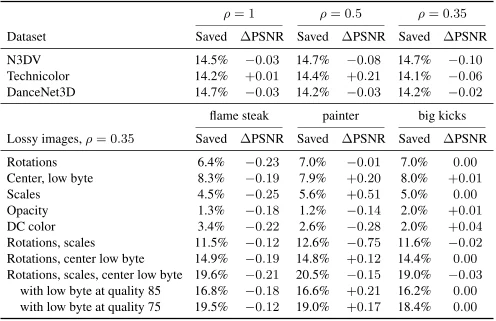 ρ = 1 ρ = 0.5 ρ = 0.35
Dataset Saved ΔPSNR Saved ΔPSNR Saved ΔPSNR
N3DV 14.5% −0.03 14.7% −0.08 14.7% −0.10
Technicolor 14.2% +0.01 14.4% +0.21 14.1% −0.06
DanceNet3D 14.7% −0.03 14.2% −0.03 14.2% −0.02
flame steak painter big kicks
Lossy images, ρ = 0.35 Saved ΔPSNR Saved ΔPSNR Saved ΔPSNR
Rotations 6.4% −0.23 7.0% −0.01 7.0% 0.00
Center, low byte 8.3% −0.19 7.9% +0.20 8.0% +0.01
Scales 4.5% −0.25 5.6% +0.51 5.0% 0.00
Opacity 1.3% −0.18 1.2% −0.14 2.0% +0.01
DC color 3.4% −0.22 2.6% −0.28 2.0% +0.04
Rotations, scales 11.5% −0.12 12.6% −0.75 11.6% −0.02
Rotations, center low byte 14.9% −0.19 14.8% +0.12 14.4% 0.00
Rotations, scales, center low byte 19.6% −0.21 20.5% −0.15 19.0% −0.03
with low byte at quality 85 16.8% −0.18 16.6% +0.21 16.2% 0.00
with low byte at quality 75 19.5% −0.12 19.0% +0.17 18.4% 0.00